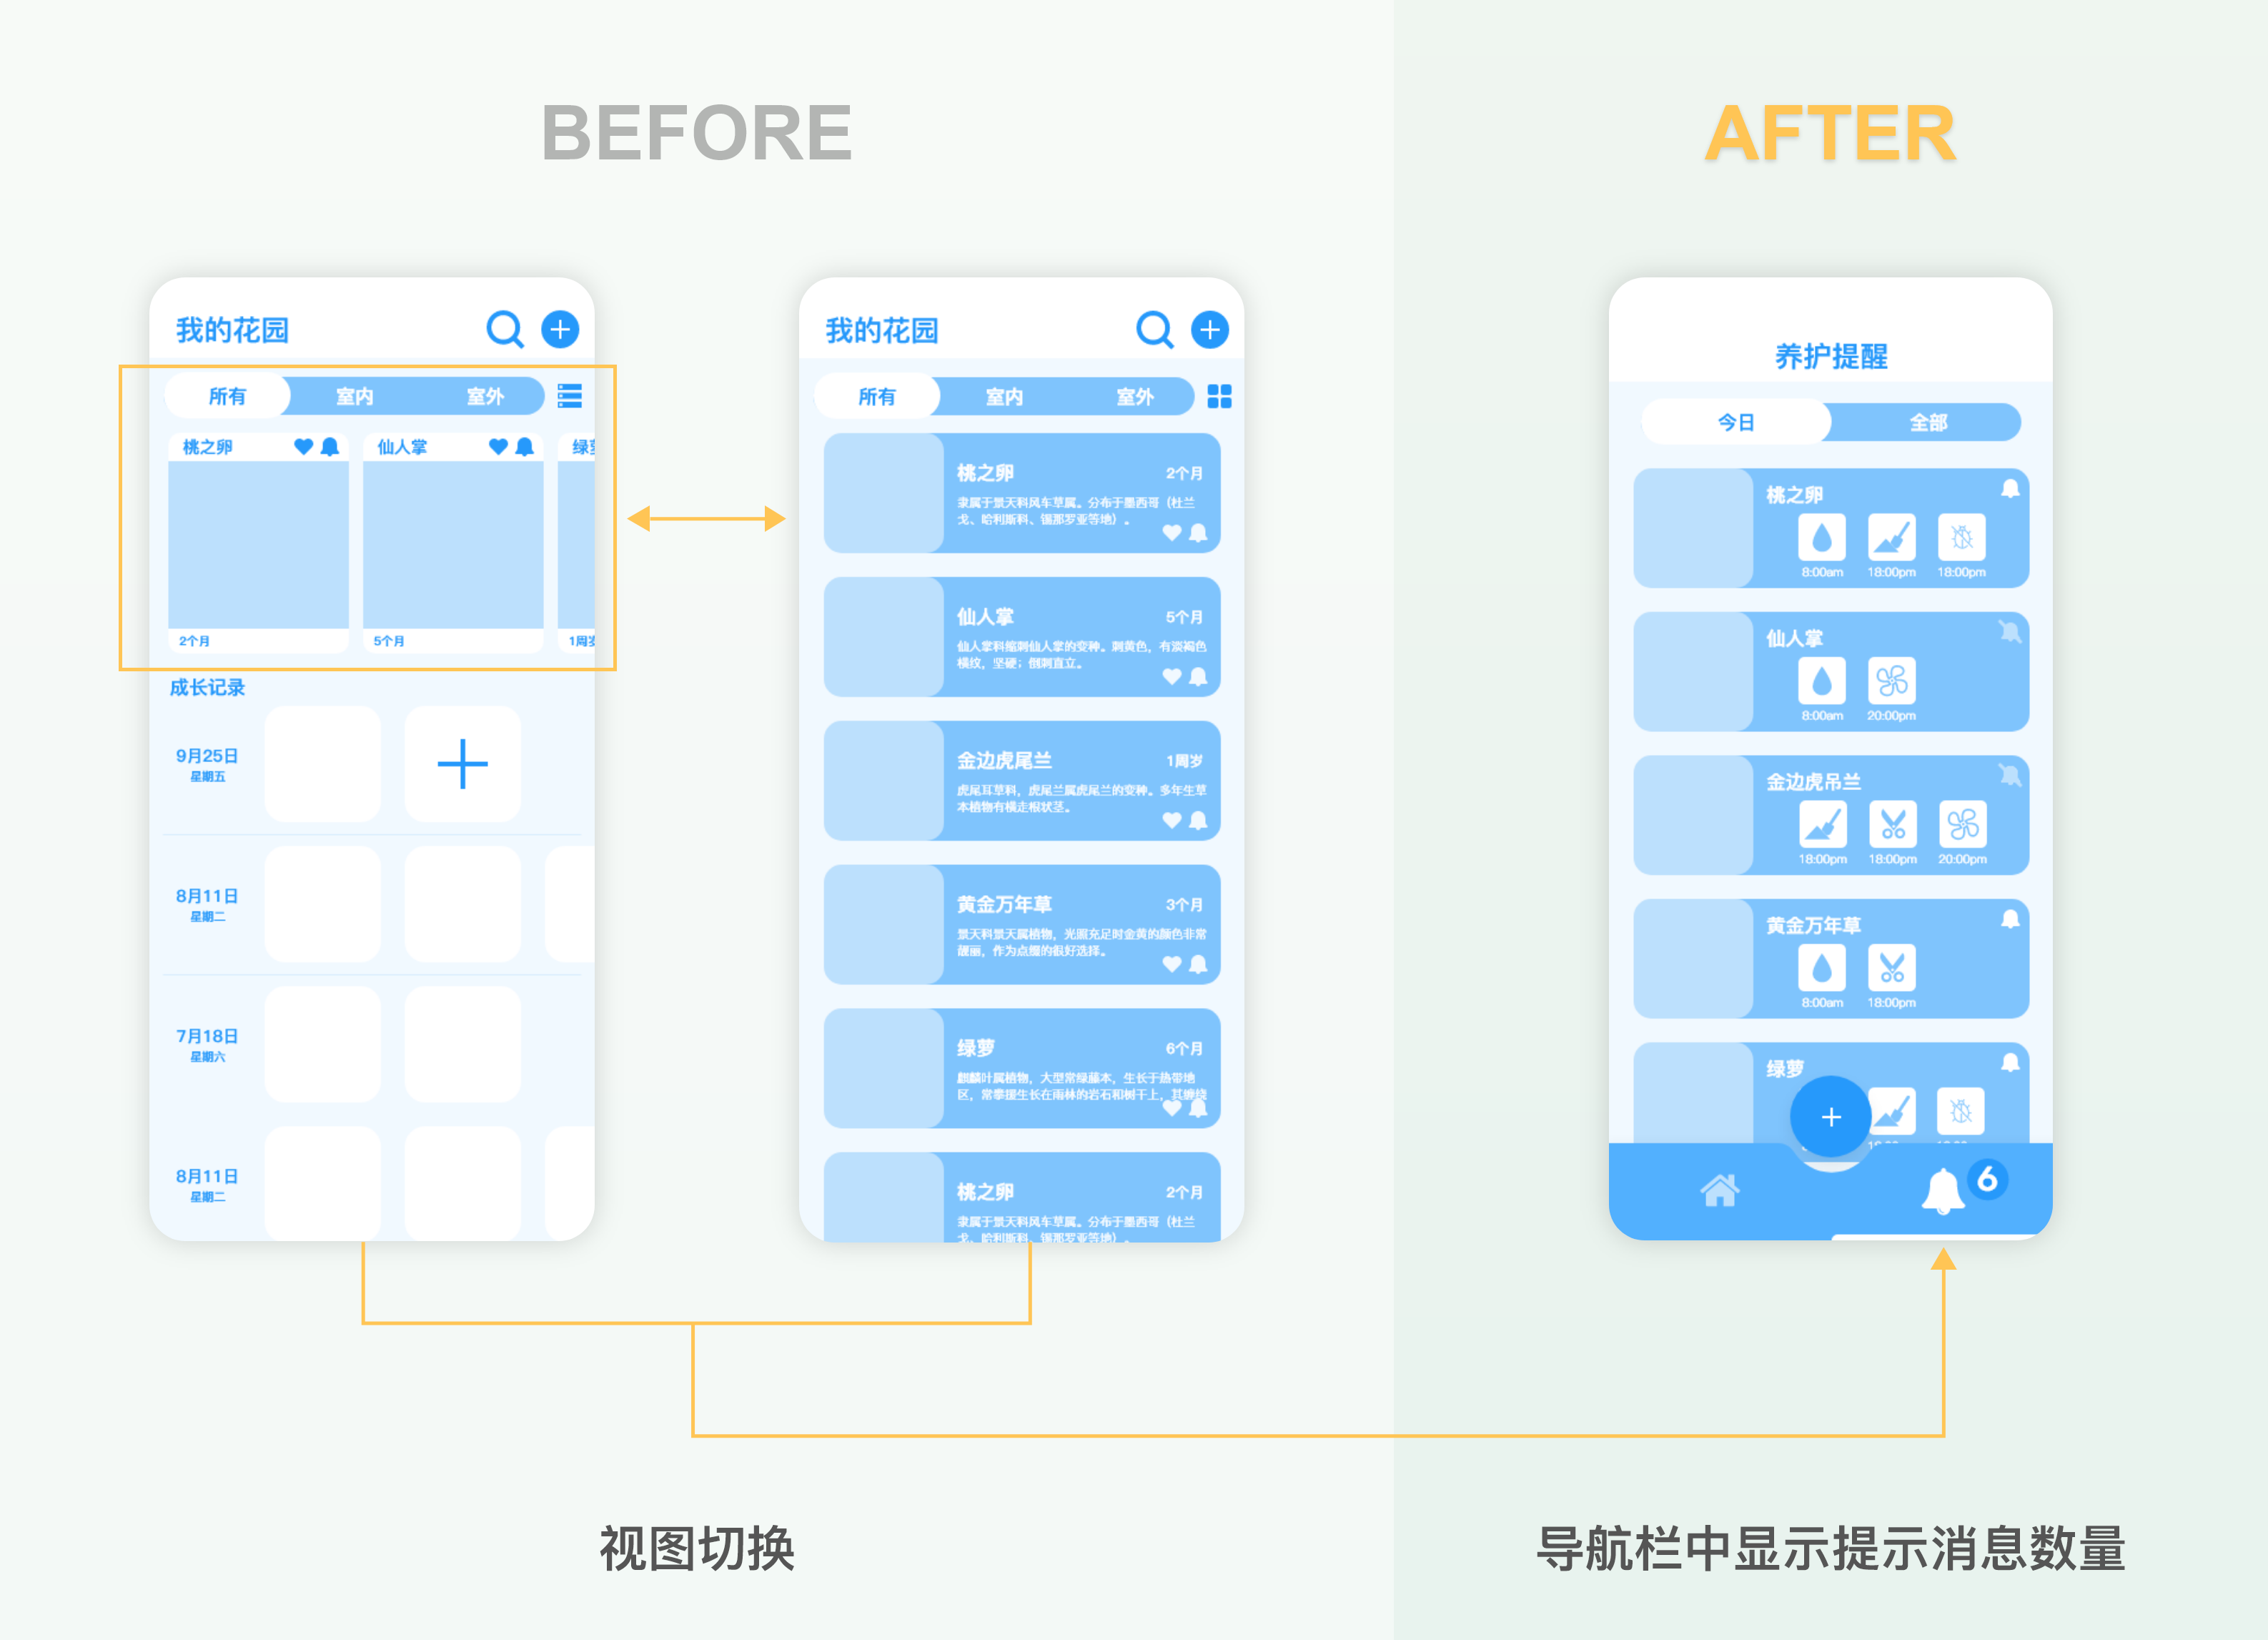 BEFORE
AFTER
我的花园
所有
室内
室外
桃之卵
仙人掌
2个月
5个月
成长记录
9月25日
星期五
8月11日
星期二
7月18日
星期六
8月11日
星期二
我的花园
所有
室内
室外
桃之卵
2个月
隶属于景天科风车草属。分布于墨西哥（杜兰
戈、哈利斯科、锡那罗亚等地）。
仙人掌
5个月
仙人掌科缩刺仙人掌的变种。刺黄色，有淡褐色
横纹，坚硬；倒刺直立。
金边虎尾兰
1周岁
虎尾耳草科，虎尾兰属虎尾兰的变种。多年生草
本植物有横走根状茎。
黄金万年草
3个月
景天科景天属植物，光照充足时金黄的颜色非常
靓丽，作为点缀的很好选择。
绿萝
6个月
麒麟叶属植物，大型常绿藤本，生长于热带地
区，常攀援生长在雨林的岩石和树干上，其缠绕
桃之卵
2个月
隶属于景天科风车草属。分布于墨西哥（杜兰
戈、哈利斯科、锡那罗亚等地）。
养护提醒
今日
全部
桃之卵
8:00am
18:00pm
18:00pm
仙人掌
8:00am
20:00pm
金边虎吊兰
18:00pm
18:00pm
20:00pm
黄金万年草
8:00am
18:00pm
绿萝
6
视图切换
导航栏中显示提示消息数量